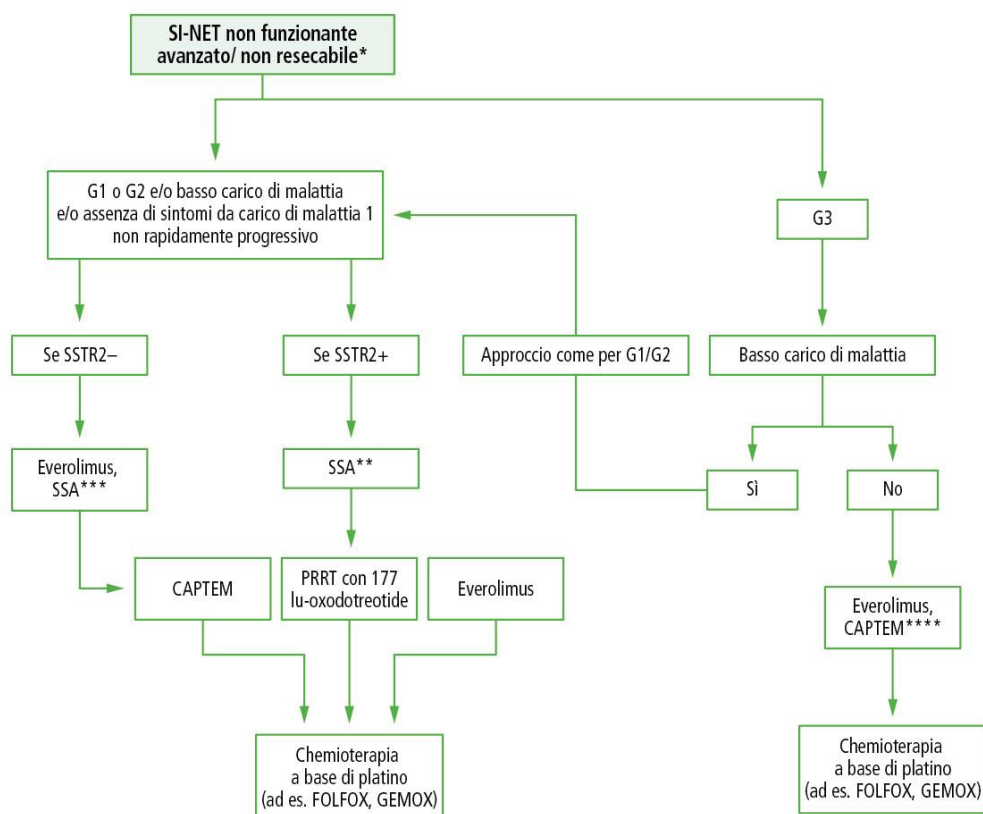 SI-NET non funzionante
avanzato/ non resecabile*
G1 o G2 e/o basso carico di malattia
e/o assenza di sintomi da carico di malattia 1
non rapidamente progressivo
G3
Se SSTR2–
Se SSTR2+
Approccio come per G1/G2
Basso carico di malattia
Everolimus,
SSA***
SSA**
Sì
No
CAPTEM
PRRT con 177
lu-oxodotreotide
Everolimus
Everolimus,
CAPTEM****
Chemioterapia
a base di platino
(ad es. FOLFOX, GEMOX)
Chemioterapia
a base di platino
(ad es. FOLFOX, GEMOX)